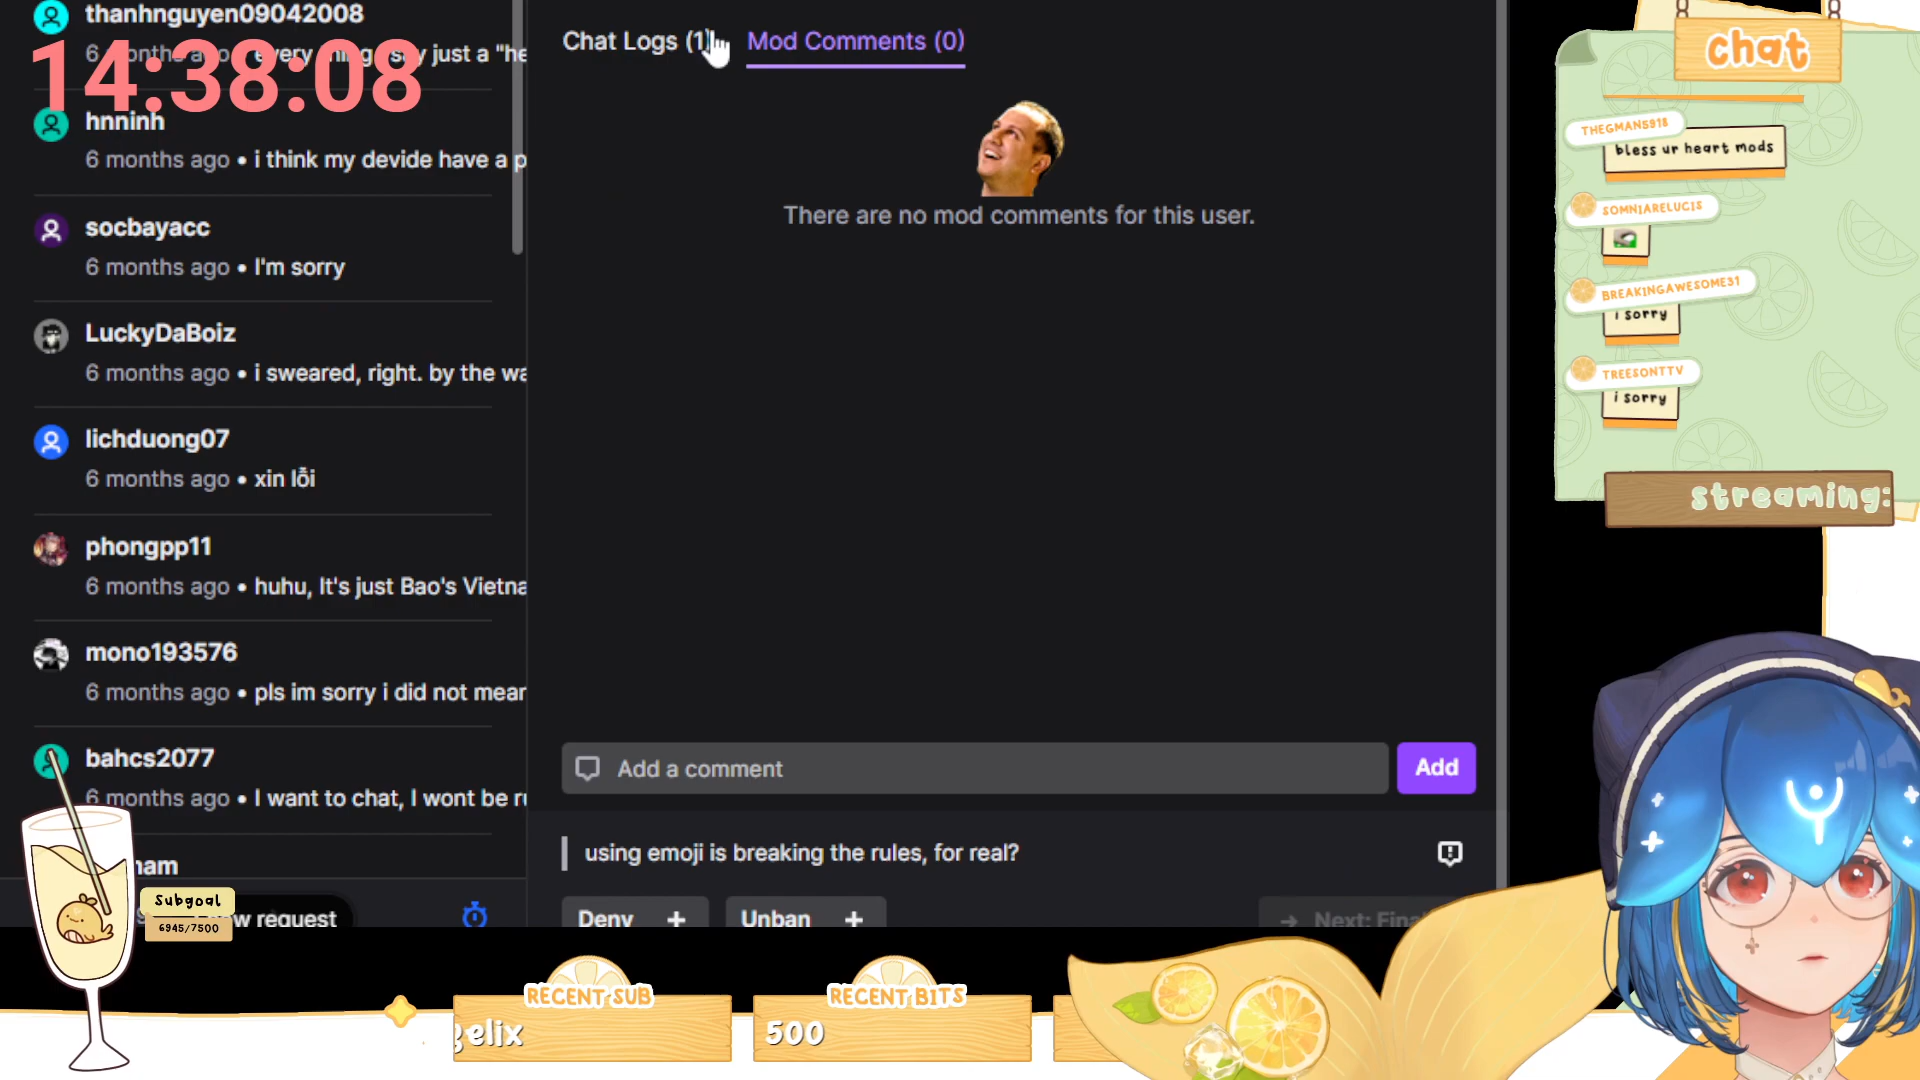 thanhnguyen09042008
14:38:08
hnninh
6 months ago • i think my devide have a p
socbayacc
6 months ago • I'm sorry
LuckyDaBoiz
6 months ago • i sweared, right. by the wa
lichduong07
6 months ago • xin lỗi
phongpp11
6 months ago • huhu, It's just Bao's Vietna
mono193576
6 months ago • pls im sorry i did not mear
bahcs2077
6 months ago • I want to chat, I wont be ru
Subgoal
6945/7500
request
Chat Logs (1)
Mod Comments (0)
There are no mod comments for this user.
Add a comment
Add
using emoji is breaking the rules, for real?
Deny +
Unban +
Next:
RECENT SUB
elix
RECENT BITS
500
chat
THEGMAN5918
bless ur heart mods
SOMNIARELUCIS
BREAKINGAWESOME31
i sorry
TREESONTTV
i sorry
streaming: